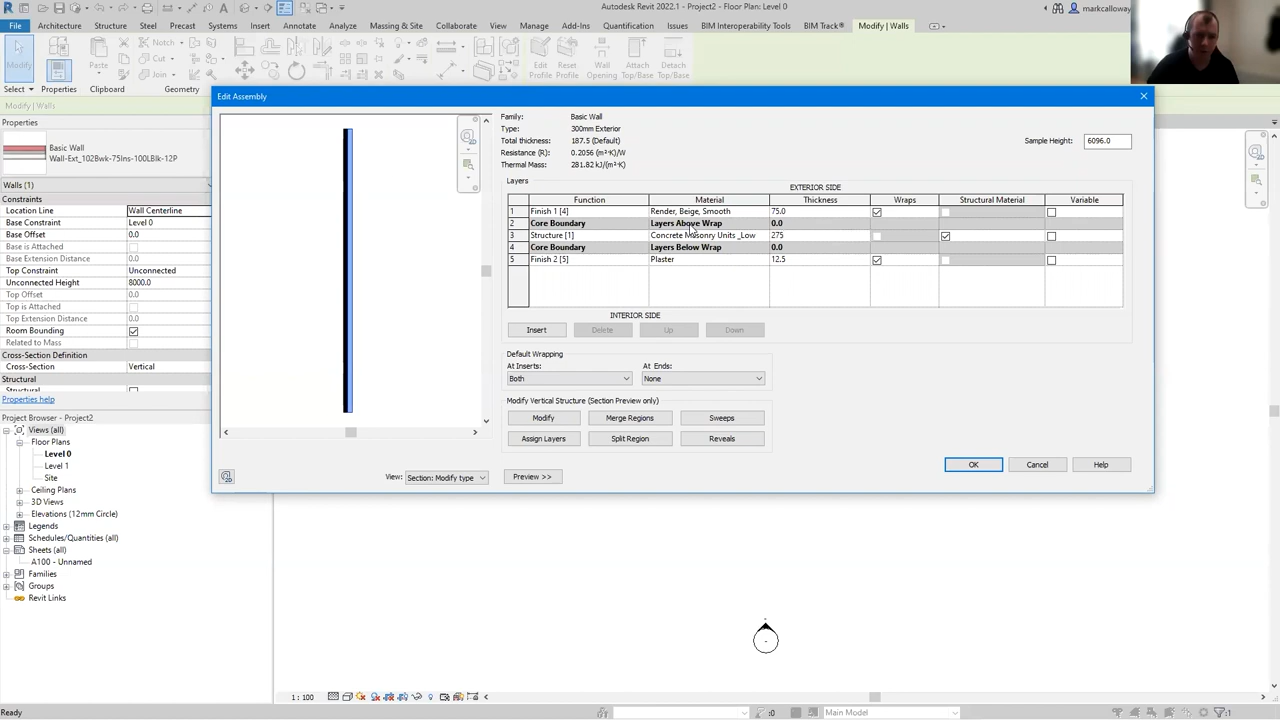 Autodesk Revit 2022.1 - Project2 - Floor Plan: Level 0
markcalloway
File Architecture Structure Steel Precast Systems Insert Annotate Analyze Massing & Site Collaborate View Manage Add-Ins Quantification Issues BIM Interoperability Tools BIM Track® Modify | Walls
Modify
Paste
Cope
Cut
Join
Edit Profile
Reset Profile
Wall Opening
Attach Top/Base
Detach Top/Base
Select Properties Clipboard Geometry
Modify | Walls
Properties
Basic Wall
Wall-Ext_102Bwk-75Ins-100LBlk-12P
Walls (1)
Constraints
Location Line Wall Centerline
Base Constraint Level 0
Base Offset 0.0
Base is Attached
Base Extension Distance 0.0
Top Constraint Unconnected
Unconnected Height 8000.0
Top Offset 0.0
Top is Attached
Top Extension Distance 0.0
Room Bounding
Related to Mass
Cross-Section Definition
Cross-Section Vertical
Structural
Structural
Properties help
Project Browser - Project2
Views (all)
Floor Plans
Level 0
Level 1
Site
Ceiling Plans
3D Views
Elevations (12mm Circle)
Legends
Schedules/Quantities (all)
Sheets (all)
A100 - Unnamed
Families
Groups
Revit Links
Edit Assembly
Family: Basic Wall
Type: 300mm Exterior
Total thickness: 187.5 (Default)
Resistance (R): 0.2056 (m²·K)/W
Thermal Mass: 281.82 kJ/(m²·K)
Sample Height: 6096.0
Layers
EXTERIOR SIDE
Function Material Thickness Wraps Structural Material Variable
1 Finish 1 [4] Render, Beige, Smooth 75.0
2 Core Boundary Layers Above Wrap 0.0
3 Structure [1] Concrete Masonry Units _Low 275
4 Core Boundary Layers Below Wrap 0.0
5 Finish 2 [5] Plaster 12.5
INTERIOR SIDE
Insert Delete Up Down
Default Wrapping
At Inserts: At Ends:
Both None
Modify Vertical Structure (Section Preview only)
Modify Merge Regions Sweeps
Assign Layers Split Region Reveals
OK Cancel Help
View: Section: Modify type Preview >>
1 : 100
Ready
:0
Main Model
:1